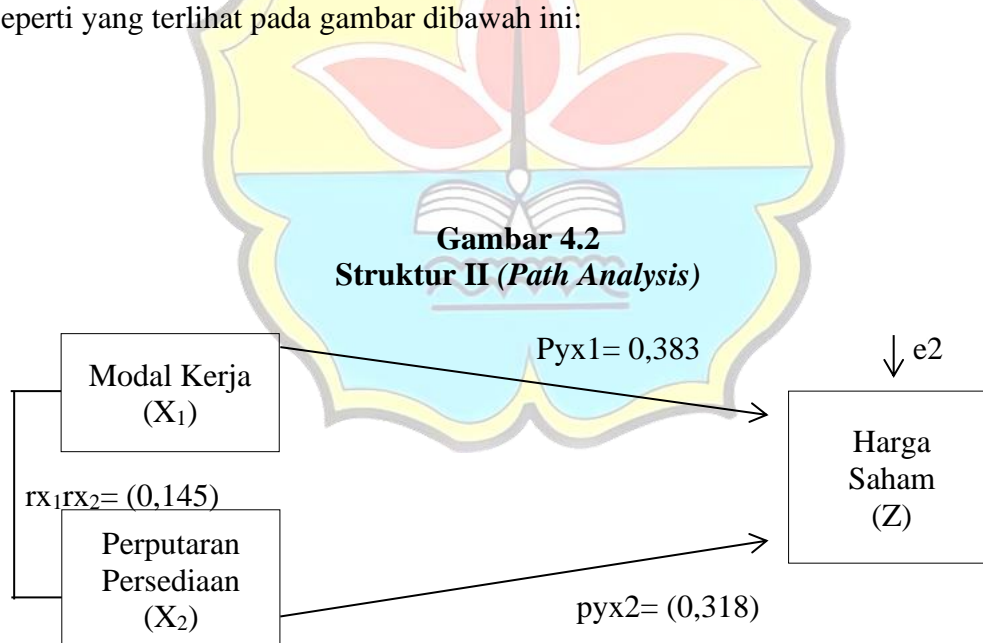 eperti yang terlihat pada gambar dibawah ini:
Gambar 4.2
Struktur II (Path Analysis)
Pyx1= 0,383
e2
Modal Kerja
(X₁)
Harga
Saham
(Z)
rx₁rx₂= (0,145)
Perputaran
Persediaan
(X₂)
pyx2= (0,318)